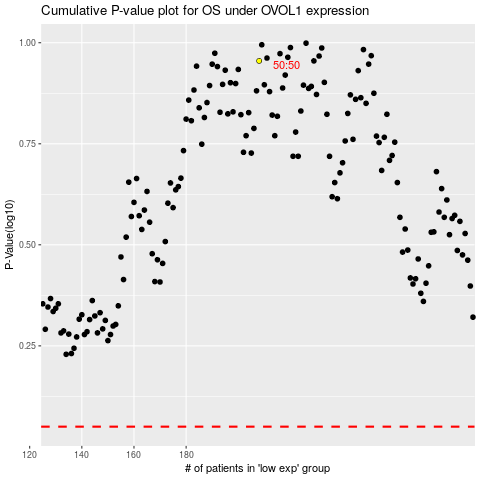 Cumulative P-value plot for OS under OVOL1 expression
1.00
50:50
0.75
P-Value(log10)
0.50
0.25
120 140 160 180
# of patients in 'low exp' group